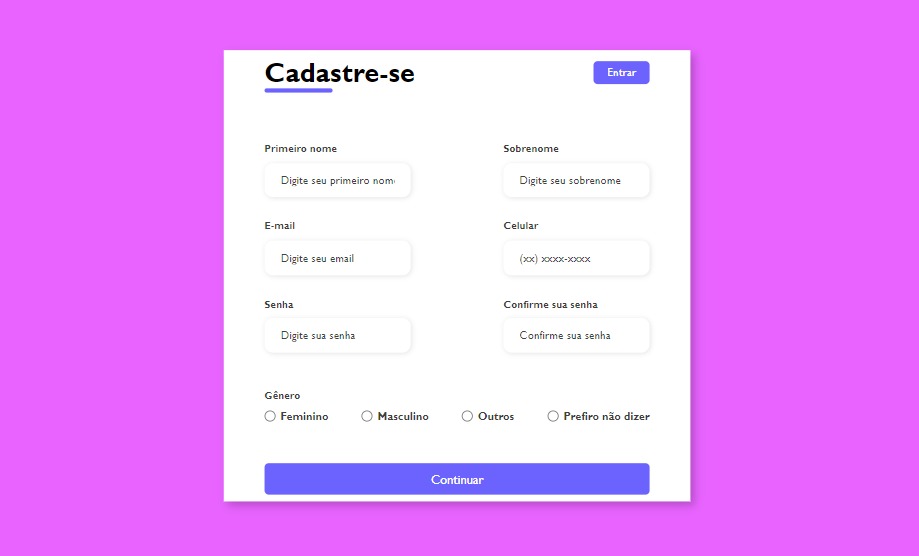 Cadastre-se
Entrar
Primeiro nome
Sobrenome
Digite seu primeiro nom
Digite seu sobrenome
E-mail
Celular
Digite seu email
(xx) xxxx-xxxx
Senha
Confirme sua senha
Digite sua senha
Confirme sua senha
Gênero
Feminino Masculino Outros Prefiro não dizer
Continuar